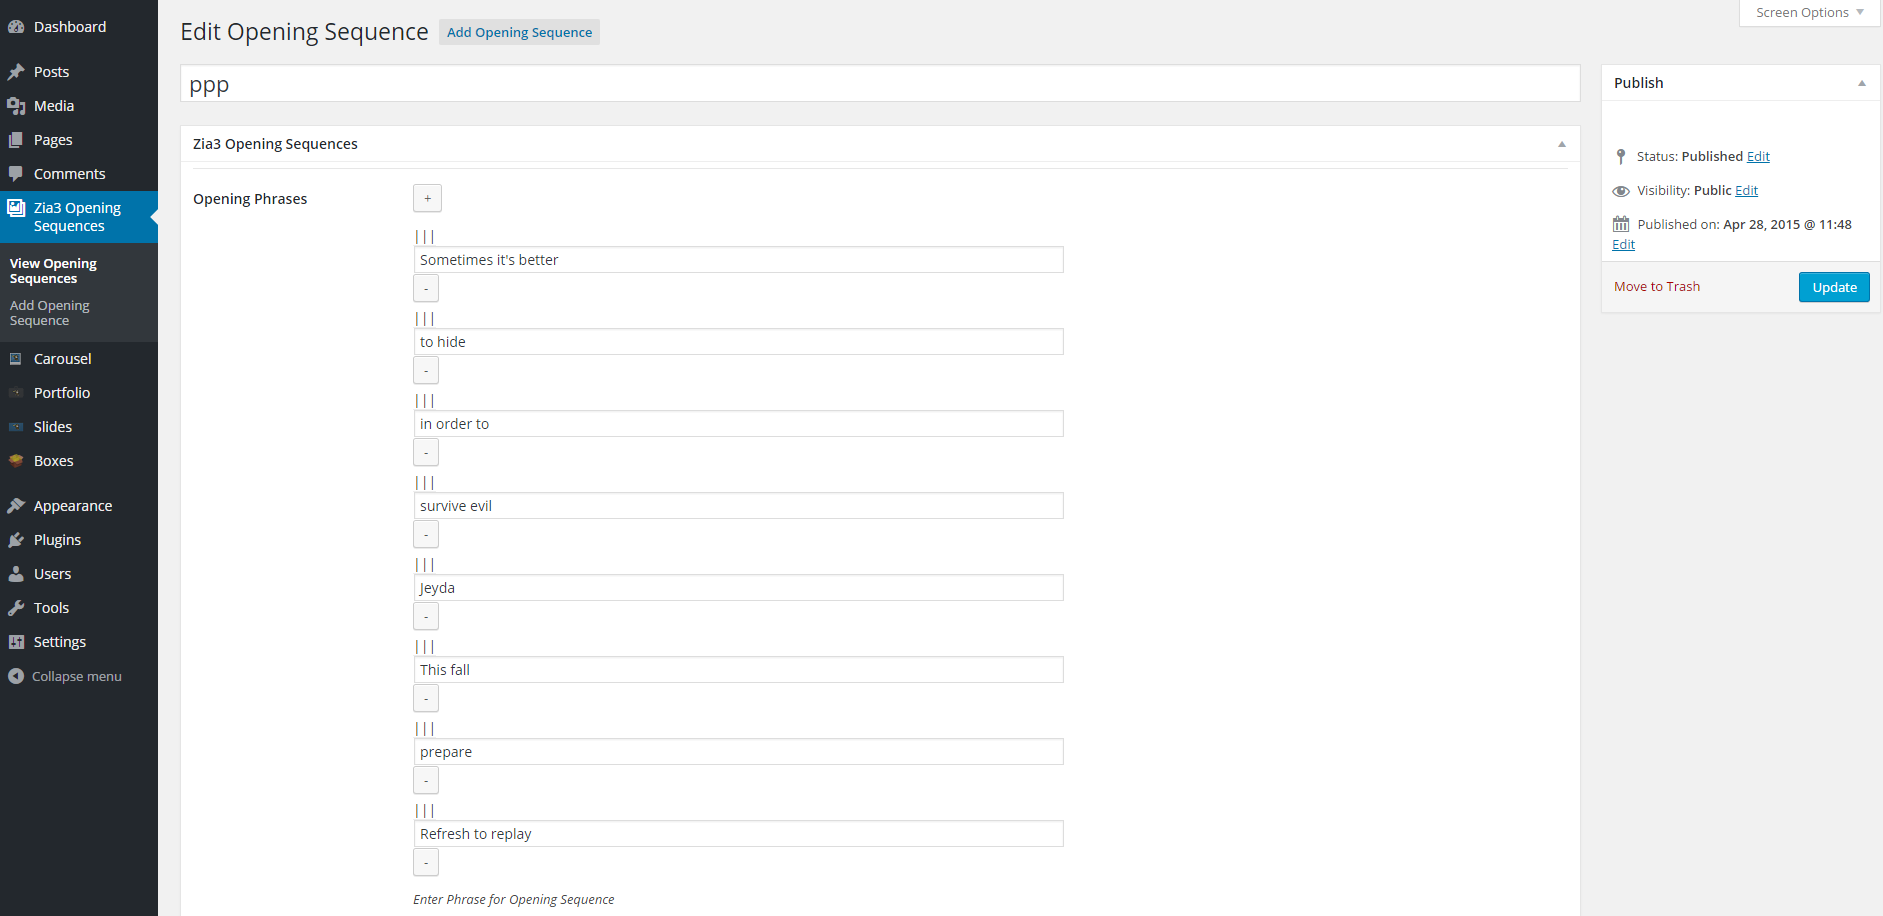 Dashboard
Posts
Media
Pages
Comments
Zia3 Opening
Sequences
View Opening
Sequences
Add Opening
Sequence
Carousel
Portfolio
Slides
Boxes
Appearance
Plugins
Users
Tools
Settings
Collapse menu
Screen Options
Edit Opening Sequence Add Opening Sequence
ppp
Zia3 Opening Sequences
Opening Phrases +
|||
Sometimes it's better
-
|||
to hide
-
|||
in order to
-
|||
survive evil
-
|||
Jeyda
-
|||
This fall
-
|||
prepare
-
|||
Refresh to replay
-
Enter Phrase for Opening Sequence
Publish
Status: Published Edit
Visibility: Public Edit
Published on: Apr 28, 2015 @ 11:48
Edit
Move to Trash Update